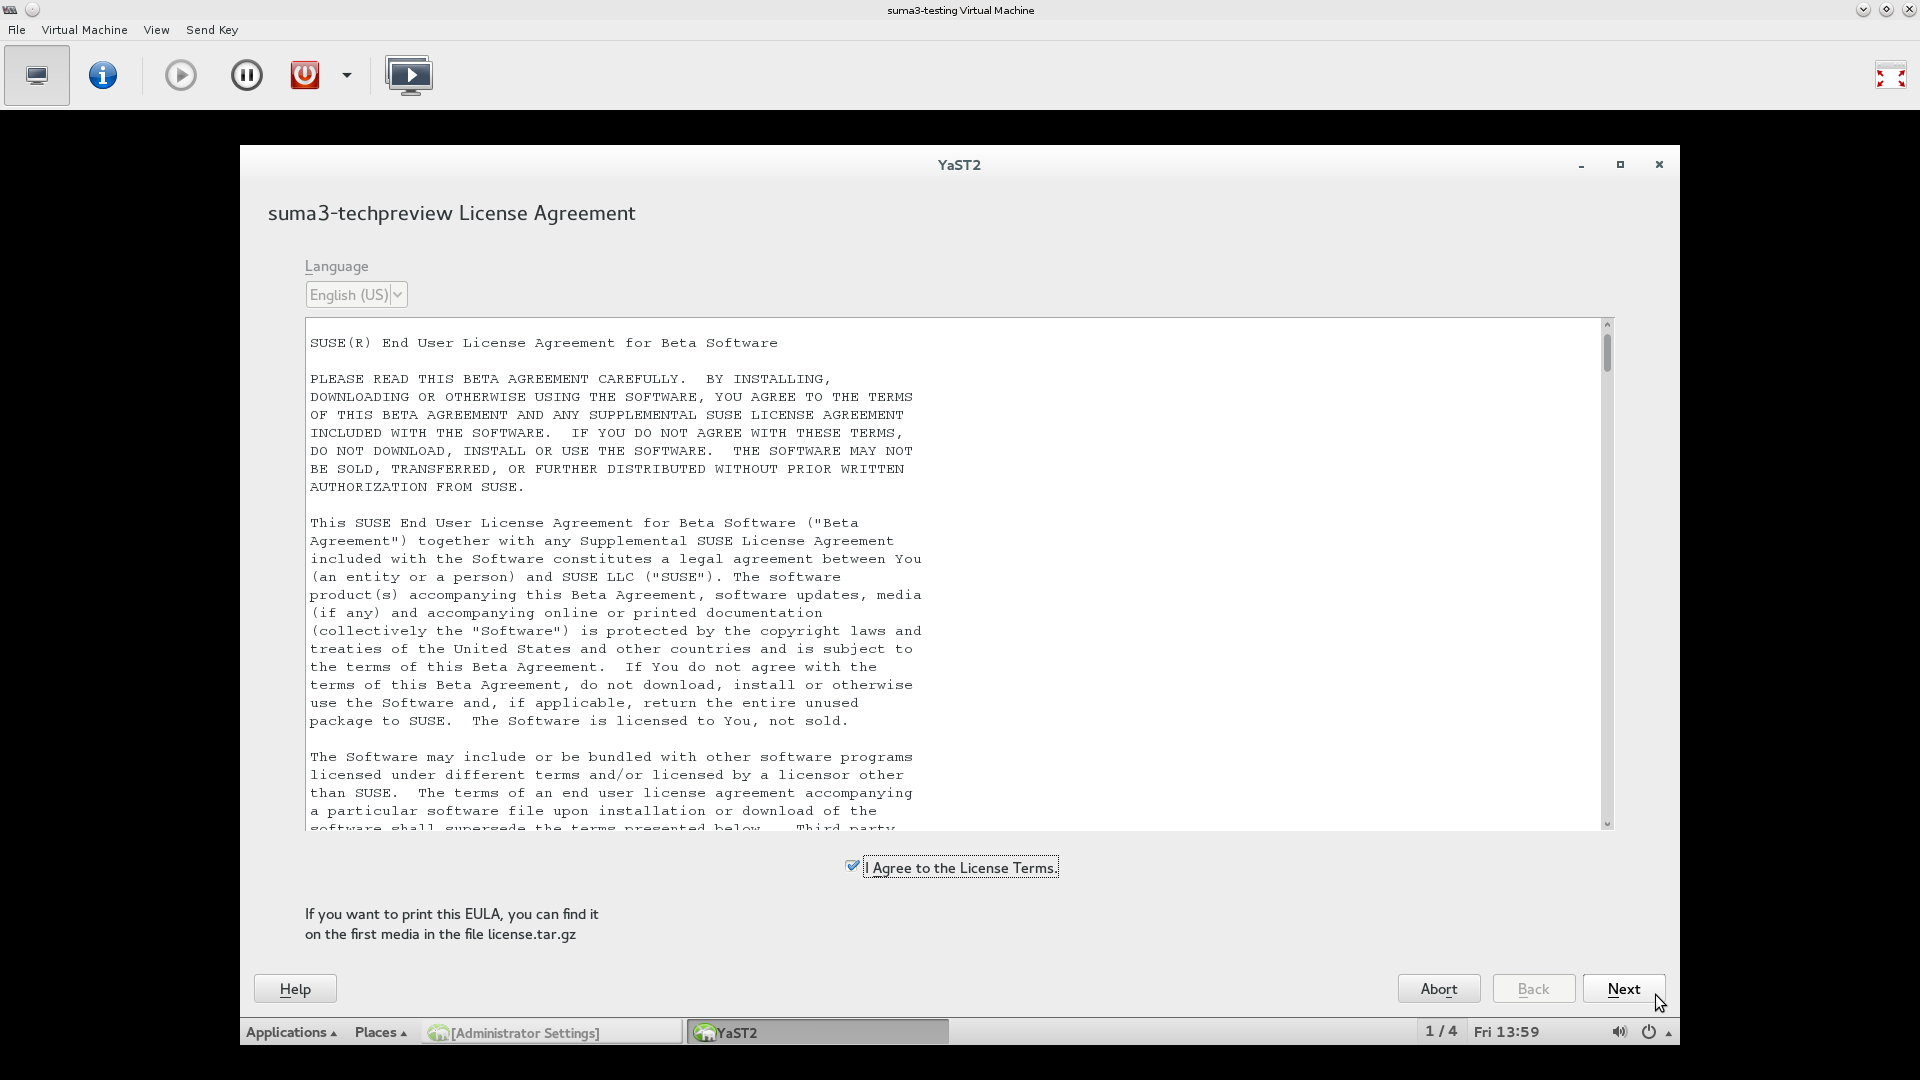 suma3-testing Virtual Machine
File Virtual Machine View Send Key
YaST2
suma3-techpreview License Agreement
Language
English (US)
SUSE(R) End User License Agreement for Beta Software
PLEASE READ THIS BETA AGREEMENT CAREFULLY.  BY INSTALLING,
DOWNLOADING OR OTHERWISE USING THE SOFTWARE, YOU AGREE TO THE TERMS
OF THIS BETA AGREEMENT AND ANY SUPPLEMENTAL SUSE LICENSE AGREEMENT
INCLUDED WITH THE SOFTWARE.  IF YOU DO NOT AGREE WITH THESE TERMS,
DO NOT DOWNLOAD, INSTALL OR USE THE SOFTWARE.  THE SOFTWARE MAY NOT
BE SOLD, TRANSFERRED, OR FURTHER DISTRIBUTED WITHOUT PRIOR WRITTEN
AUTHORIZATION FROM SUSE.
This SUSE End User License Agreement for Beta Software ("Beta
Agreement") together with any Supplemental SUSE License Agreement
included with the Software constitutes a legal agreement between You
(an entity or a person) and SUSE LLC ("SUSE"). The software
product(s) accompanying this Beta Agreement, software updates, media
(if any) and accompanying online or printed documentation
(collectively the "Software") is protected by the copyright laws and
treaties of the United States and other countries and is subject to
the terms of this Beta Agreement.  If You do not agree with the
terms of this Beta Agreement, do not download, install or otherwise
use the Software and, if applicable, return the entire unused
package to SUSE.  The Software is licensed to You, not sold.
The Software may include or be bundled with other software programs
licensed under different terms and/or licensed by a licensor other
than SUSE.  The terms of an end user license agreement accompanying
a particular software file upon installation or download of the
software shall supersede the terms presented below.   Third party
I Agree to the License Terms.
If you want to print this EULA, you can find it
on the first media in the file license.tar.gz
Help Abort Back Next
Applications Places [Administrator Settings] YaST2 1 / 4 Fri 13:59